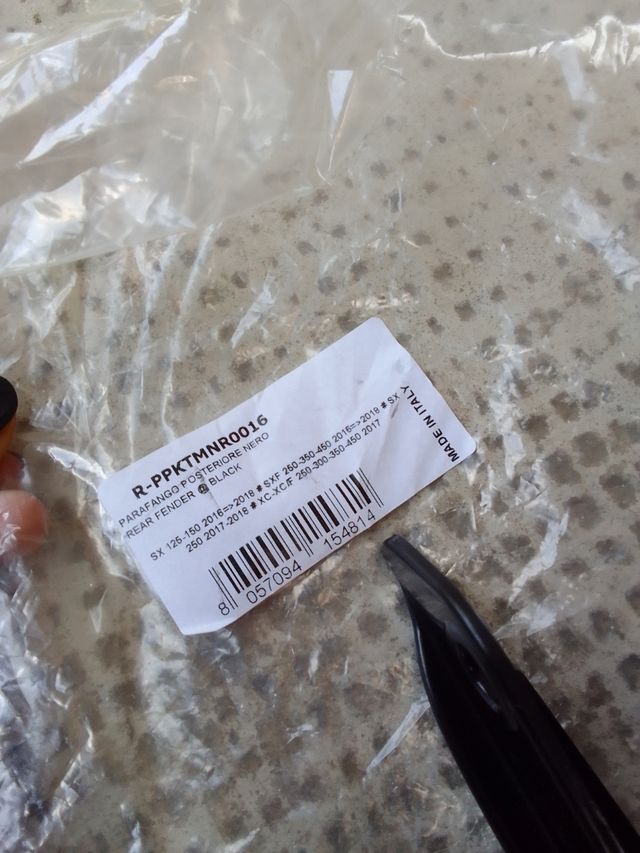 R-PPKTMNR0016
PARAFANGO POSTERIORE NERO
REAR FENDER @ BLACK
SX 125-150 2016=>2018 # SXF 250-350-450 2016=>2018 # SX
250 2017-2018 # XC-XC/F 250-300-350-450 2017
MADE IN ITALY
8 057094 154814